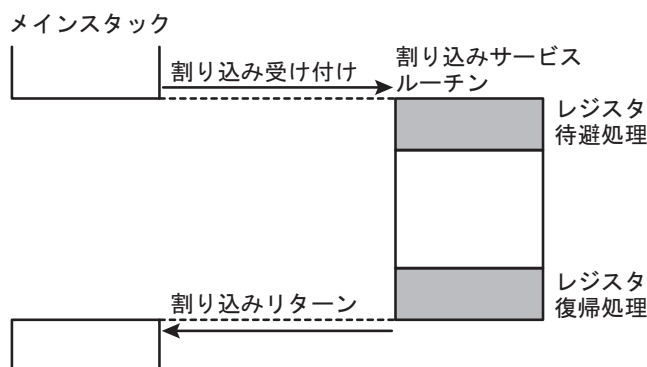 メインスタック
割り込み受け付け
割り込みサービス
ルーチン
レジスタ
待避処理
割り込みリターン
レジスタ
復帰処理